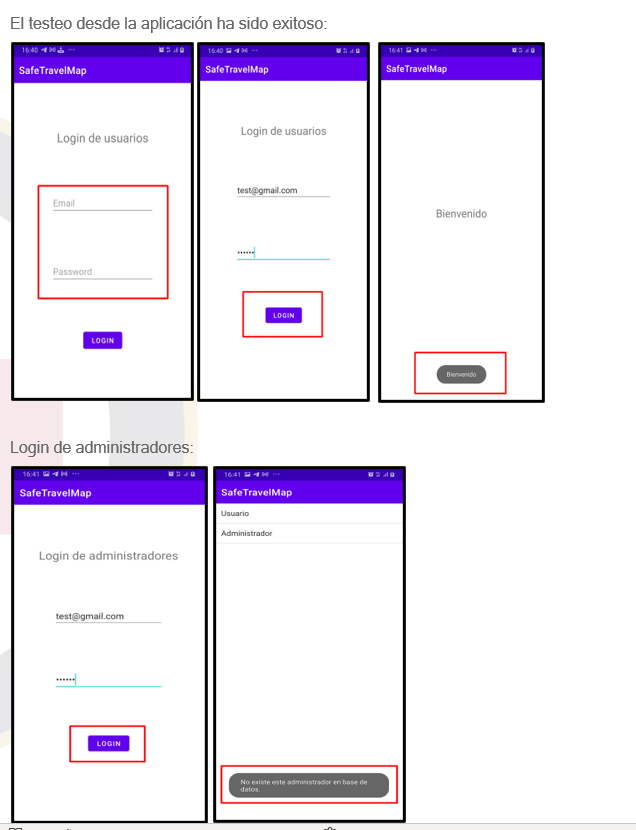 El testeo desde la aplicación ha sido exitoso:
16:40
SafeTravelMap
Login de usuarios
Email
Password
LOGIN
16:40
SafeTravelMap
Login de usuarios
test@gmail.com
••••••
LOGIN
16:41
SafeTravelMap
Bienvenido
Bienvenido
Login de administradores:
16:41
SafeTravelMap
Login de administradores
test@gmail.com
••••••
LOGIN
16:41
SafeTravelMap
Usuario
Administrador
No existe este administrador en base de
datos.